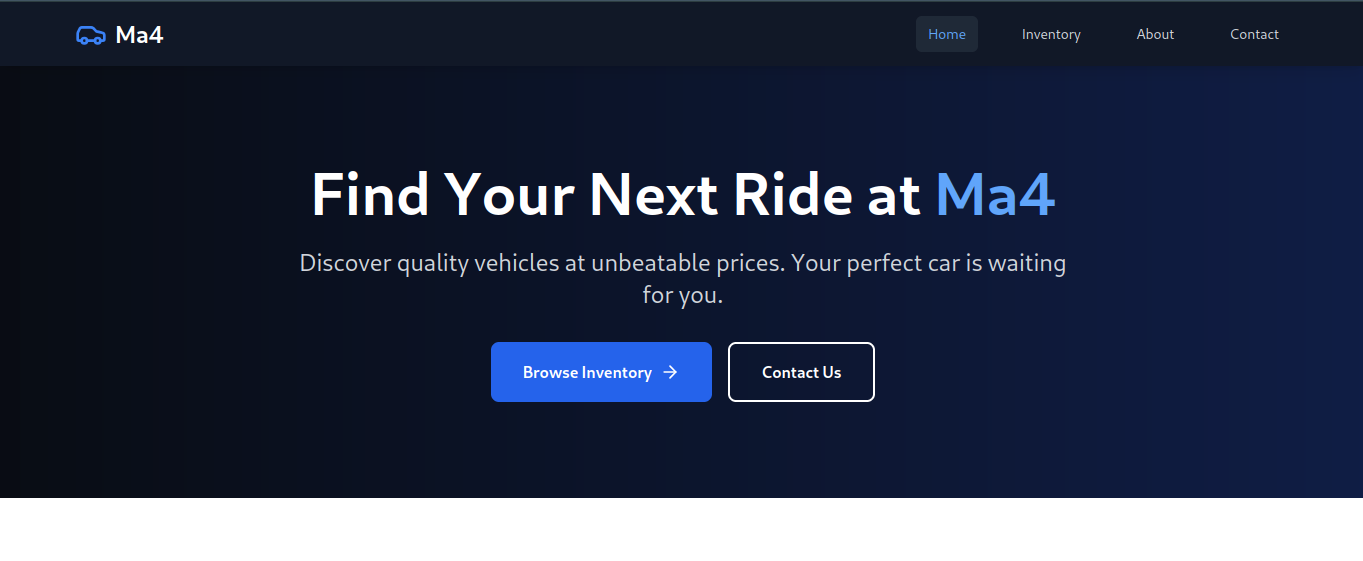 Ma4
Home
Inventory
About
Contact
Find Your Next Ride at Ma4
Discover quality vehicles at unbeatable prices. Your perfect car is waiting
for you.
Browse Inventory →
Contact Us